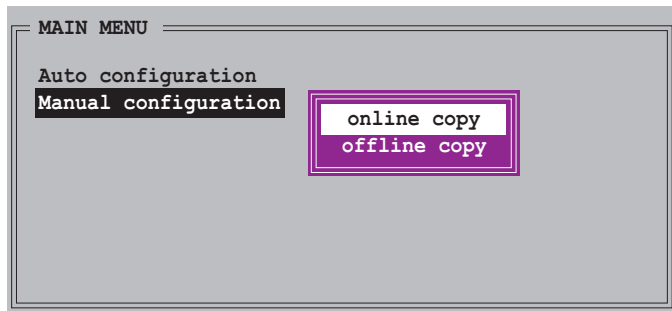 MAIN MENU
Auto configuration
Manual configuration
online copy
offline copy